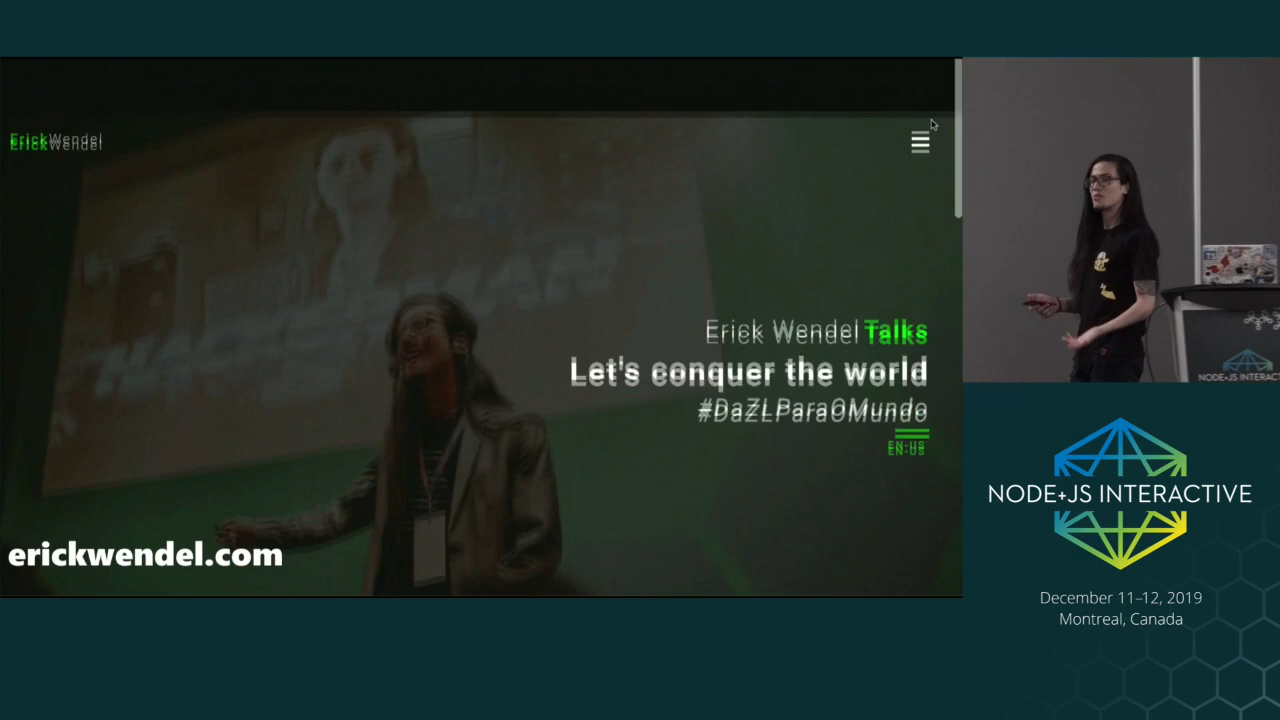 ErickWendel
Erick Wendel Talks
Let's conquer the world
#DaZLParaOMundo
EN-US
erickwendel.com
NODE+JS INTERACTIVE
December 11–12, 2019
Montreal, Canada